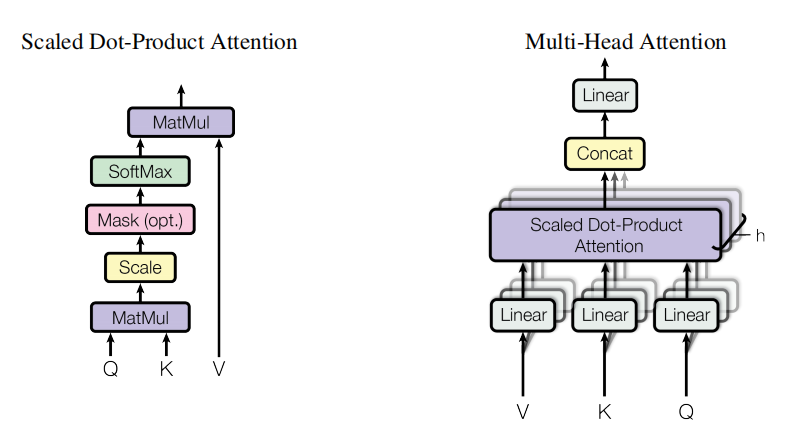 Scaled Dot-Product Attention
MatMul
SoftMax
Mask (opt.)
Scale
MatMul
Q K V
Multi-Head Attention
Linear
Concat
Scaled Dot-Product
Attention
h
Linear Linear Linear
V K Q